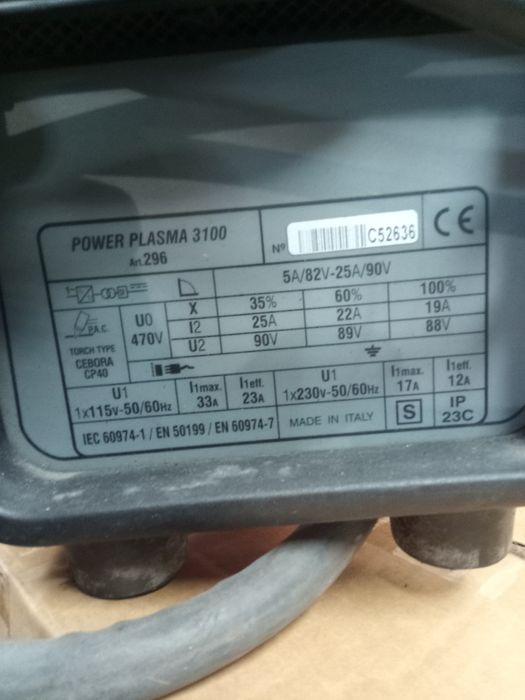 POWER PLASMA 3100
Art. 296
Nº C52636
CE
5A/82V-25A/90V
X 35% 60% 100%
P.A.C. U0 470V I2 25A 22A 19A
U2 90V 89V 88V
TORCH TYPE
CEBORA
CP40
U1 I1max. I1eff. U1 I1max. I1eff.
1x115V-50/60Hz 33A 23A 1x230V-50/60Hz 17A 12A
IEC 60974-1 / EN 50199 / EN 60974-7 MADE IN ITALY S IP 23C